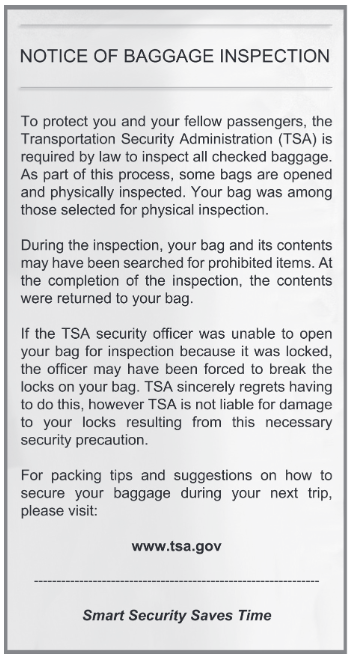 NOTICE OF BAGGAGE INSPECTION
To protect you and your fellow passengers, the
Transportation Security Administration (TSA) is
required by law to inspect all checked baggage.
As part of this process, some bags are opened
and physically inspected. Your bag was among
those selected for physical inspection.
During the inspection, your bag and its contents
may have been searched for prohibited items. At
the completion of the inspection, the contents
were returned to your bag.
If the TSA security officer was unable to open
your bag for inspection because it was locked,
the officer may have been forced to break the
locks on your bag. TSA sincerely regrets having
to do this, however TSA is not liable for damage
to your locks resulting from this necessary
security precaution.
For packing tips and suggestions on how to
secure your baggage during your next trip,
please visit:
www.tsa.gov
----------------------------------------------------------------
Smart Security Saves Time